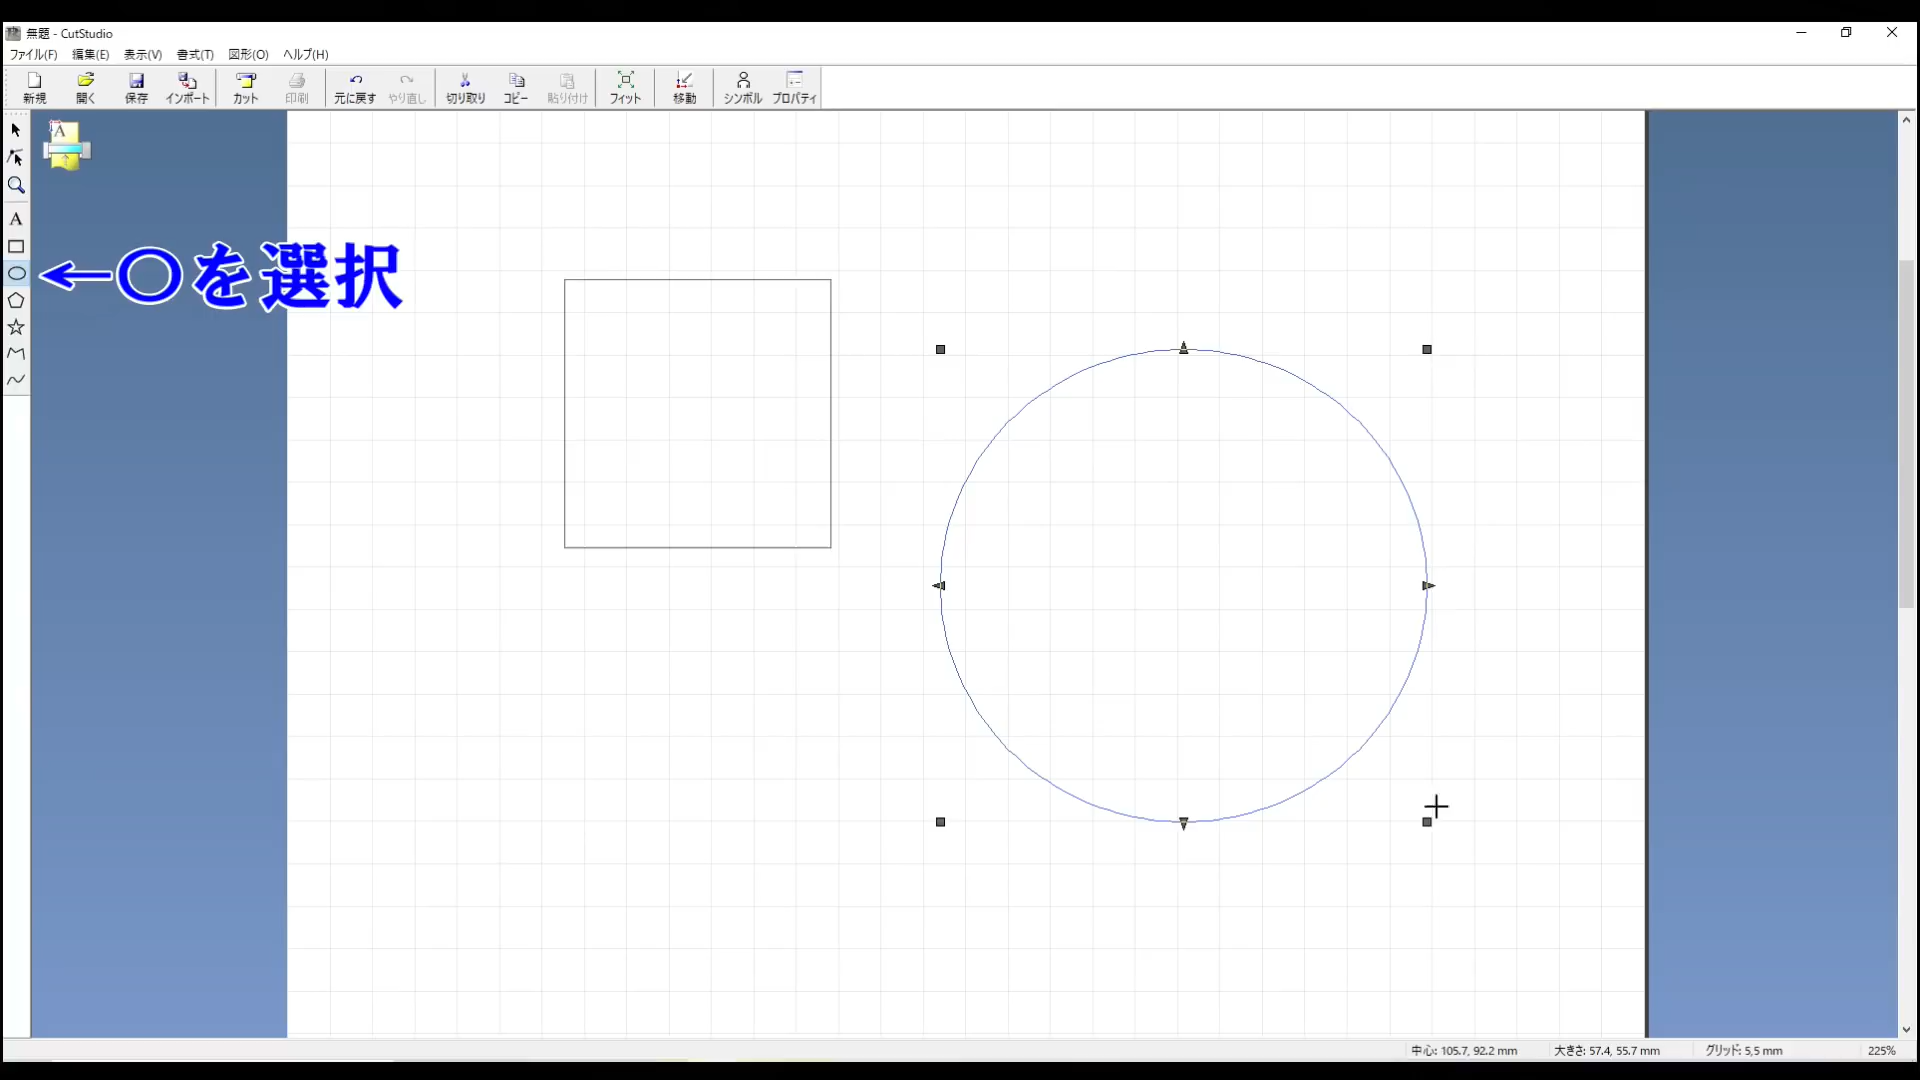 無題 - CutStudio
ファイル(F) 編集(E) 表示(V) 書式(T) 図形(O) ヘルプ(H)
新規 開く 保存 インポート カット 印刷 元に戻す やり直し 切り取り コピー 貼り付け フィット 移動 シンボル プロパティ
A
A
←〇を選択
中心: 105.7, 92.2 mm 大きさ: 57.4, 55.7 mm グリッド: 5,5 mm 225%